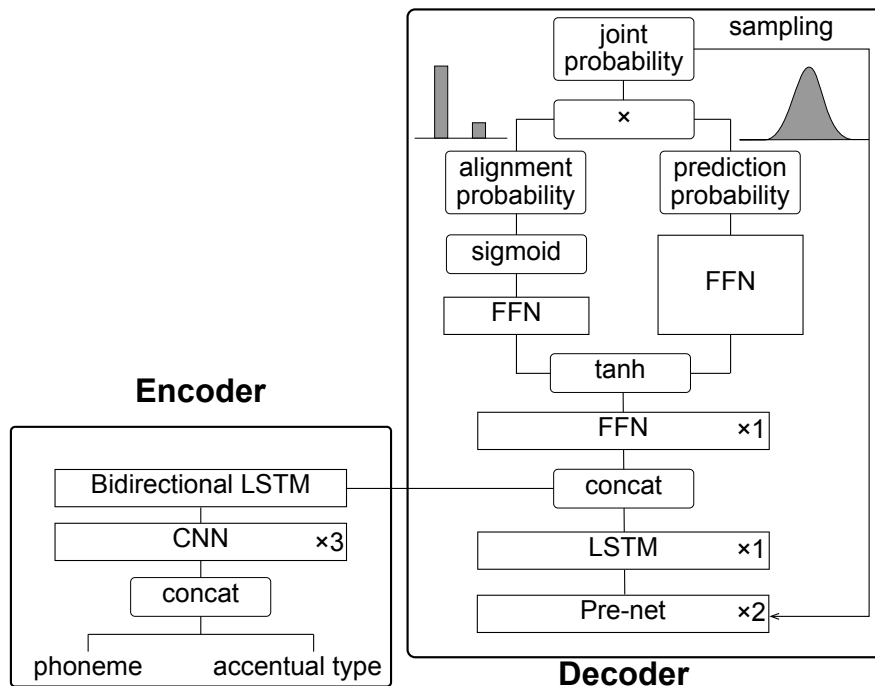 joint
probability
sampling
×
alignment
probability
prediction
probability
sigmoid
FFN
FFN
tanh
FFN ×1
concat
LSTM ×1
Pre-net ×2
Decoder
Encoder
Bidirectional LSTM
CNN ×3
concat
phoneme
accentual type